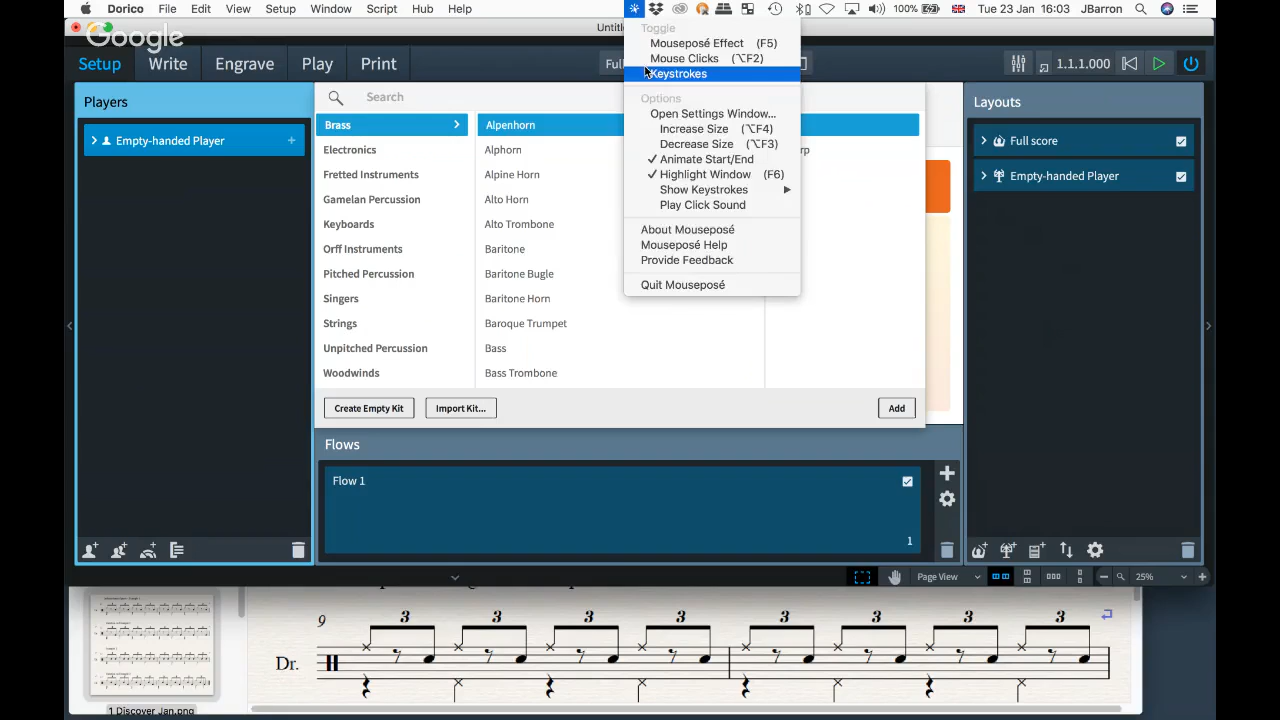 Dorico File Edit View Setup Window Script Hub Help
100% Tue 23 Jan 16:03 JBarron
Google
Setup Write Engrave Play Print
1.1.1.000
Toggle
Mouseposé Effect (F5)
Mouse Clicks (⌥F2)
Keystrokes
Options
Open Settings Window...
Increase Size (⌥F4)
Decrease Size (⌥F3)
✓ Animate Start/End
✓ Highlight Window (F6)
Show Keystrokes
Play Click Sound
About Mouseposé
Mouseposé Help
Provide Feedback
Quit Mouseposé
Players
Empty-handed Player
Search
Brass
Electronics
Fretted Instruments
Gamelan Percussion
Keyboards
Orff Instruments
Pitched Percussion
Singers
Strings
Unpitched Percussion
Woodwinds
Alpenhorn
Alphorn
Alpine Horn
Alto Horn
Alto Trombone
Baritone
Baritone Bugle
Baritone Horn
Baroque Trumpet
Bass
Bass Trombone
Create Empty Kit Import Kit... Add
Flows
Flow 1
1
Layouts
Full score
Empty-handed Player
Page View 25%
9 3 3 3 3 3 3 3 3
Dr.
1 Discover Jan.png